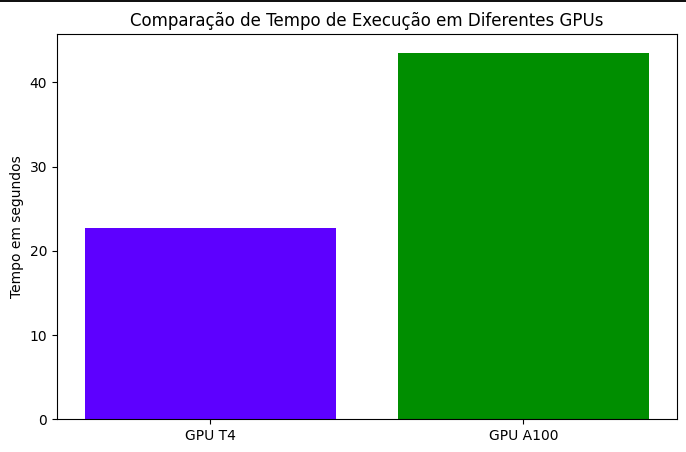 Comparação de Tempo de Execução em Diferentes GPUs
Tempo em segundos
40
30
20
10
0
GPU T4
GPU A100